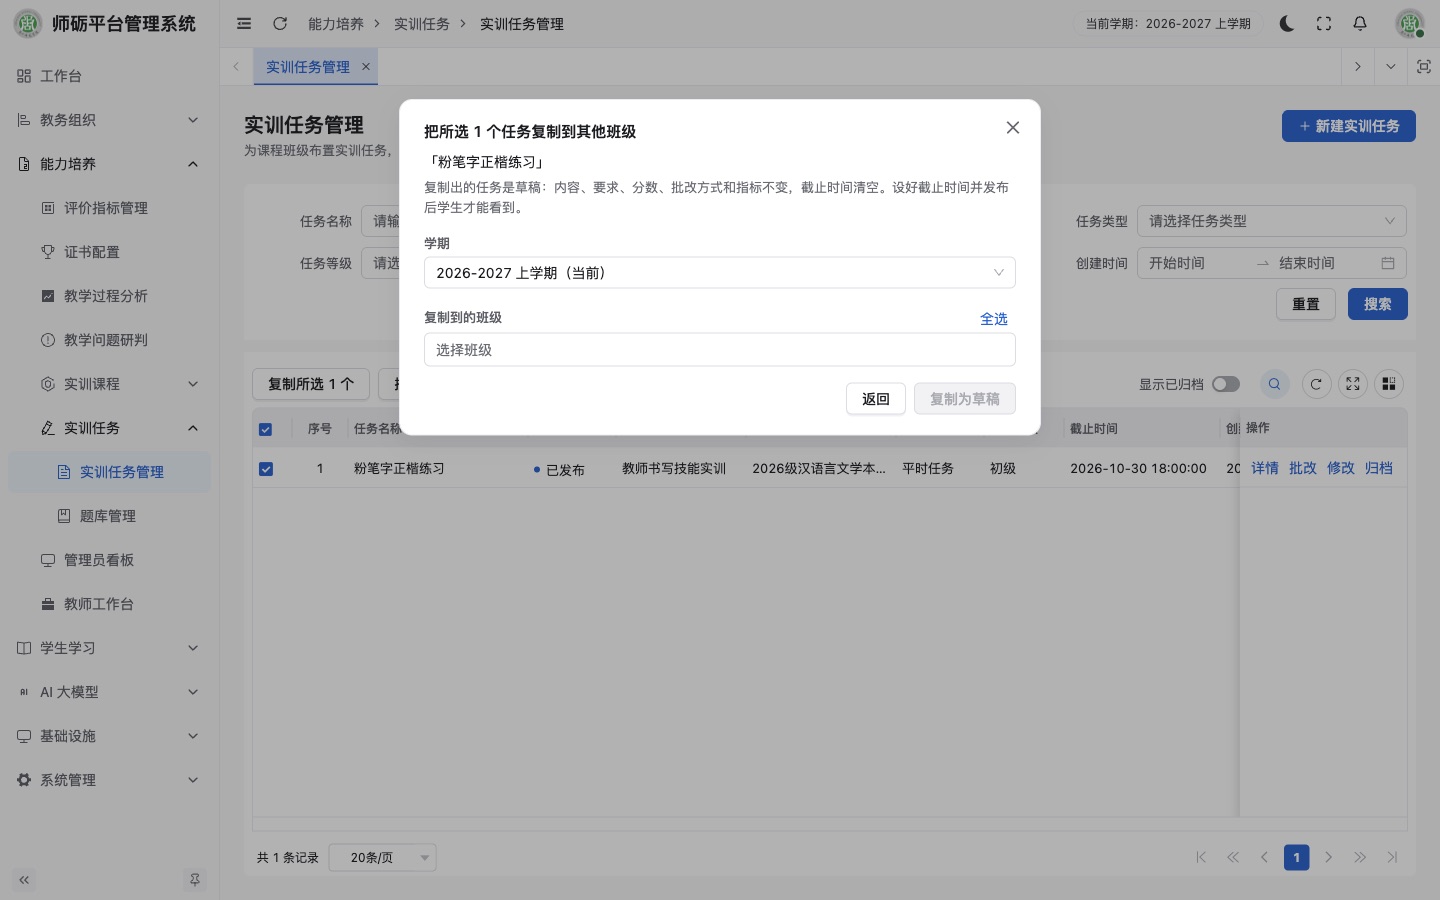 师砺平台管理系统
能力培养
实训任务
实训任务管理
当前学期：2026-2027 上学期
实训任务管理
工作台
教务组织
能力培养
评价指标管理
证书配置
教学过程分析
教学问题研判
实训课程
实训任务
实训任务管理
题库管理
管理员看板
教师工作台
学生学习
AI 大模型
基础设施
系统管理
实训任务管理
为课程班级布置实训任务，
+ 新建实训任务
任务名称
请输
任务类型
请选择任务类型
任务等级
请选
创建时间
开始时间
结束时间
重置
搜索
把所选 1 个任务复制到其他班级
「粉笔字正楷练习」
复制出的任务是草稿：内容、要求、分数、批改方式和指标不变，截止时间清空。设好截止时间并发布
后学生才能看到。
学期
2026-2027 上学期（当前）
复制到的班级
全选
选择班级
返回
复制为草稿
复制所选 1 个
显示已归档
序号
任务名称
截止时间
操作
1
粉笔字正楷练习
已发布
教师书写技能实训
2026级汉语言文学本...
平时任务
初级
2026-10-30 18:00:00
20
详情
批改
修改
归档
共 1 条记录
20条/页
1